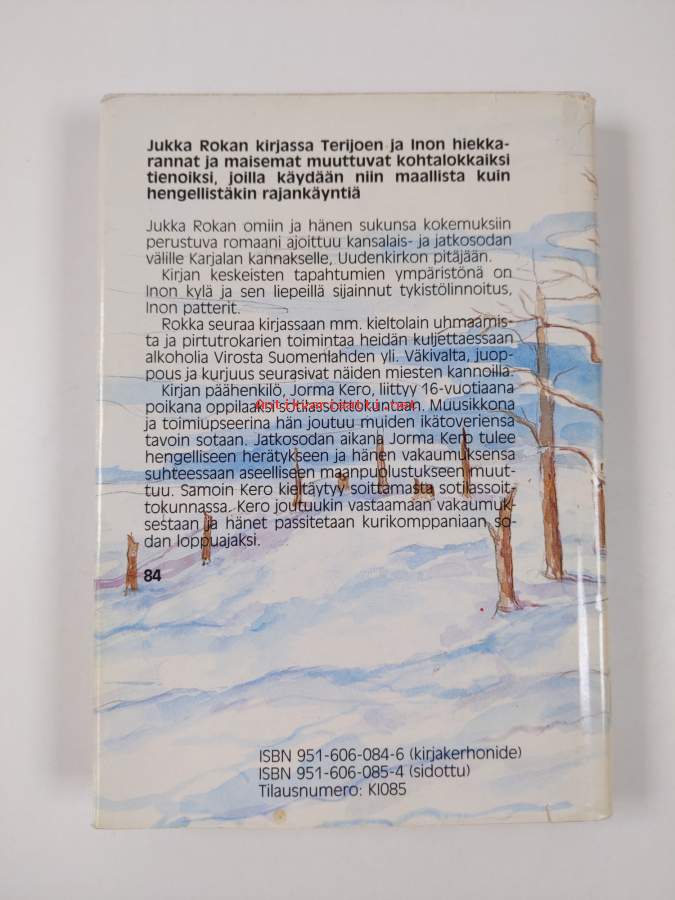 Jukka Rokan kirjassa Terijoen ja Inon hiekka-
rannat ja maisemat muuttuvat kohtalokkaiksi
tienoiksi, joilla käydään niin maallista kuin
hengellistäkin rajankäyntiä
Jukka Rokan omiin ja hänen sukunsa kokemuksiin
perustuva romaani ajoittuu kansalais- ja jatkosodan
välille Karjalan kannakselle, Uudenkirkon pitäjään.
Kirjan keskeisten tapahtumien ympäristönä on
Inon kylä ja sen liepeillä sijainnut tykistölinnoitus,
Inon patterit.
Rokka seuraa kirjassaan mm. kieltolain uhmaamis-
ta ja pirtutrokarien toimintaa heidän kuljettaessaan
alkoholia Virosta Suomenlahden yli. Väkivalta, juop-
pous ja kurjuus seurasivat näiden miesten kannoilla.
Kirjan päähenkilö, Jorma Kero, liittyy 16-vuotiaana
poikana oppilaaksi sotilassoittokuntaan. Muusikkona
ja toimiupseerina hän joutuu muiden ikätoveriensa
tavoin sotaan. Jatkosodan aikana Jorma Kero tulee
hengelliseen herätykseen ja hänen vakaumuksensa
suhteessaan aseelliseen maanpuolustukseen muut-
tuu. Samoin Kero kieltäytyy soittamasta sotilassoit-
tokunnassa. Kero joutuukin vastaamaan vakaumuk-
sestaan ja hänet passitetaan kurikomppaniaan so-
dan loppuajaksi.
84
ISBN 951-606-084-6 (kirjakerhonide)
ISBN 951-606-085-4 (sidottu)
Tilausnumero: KI085